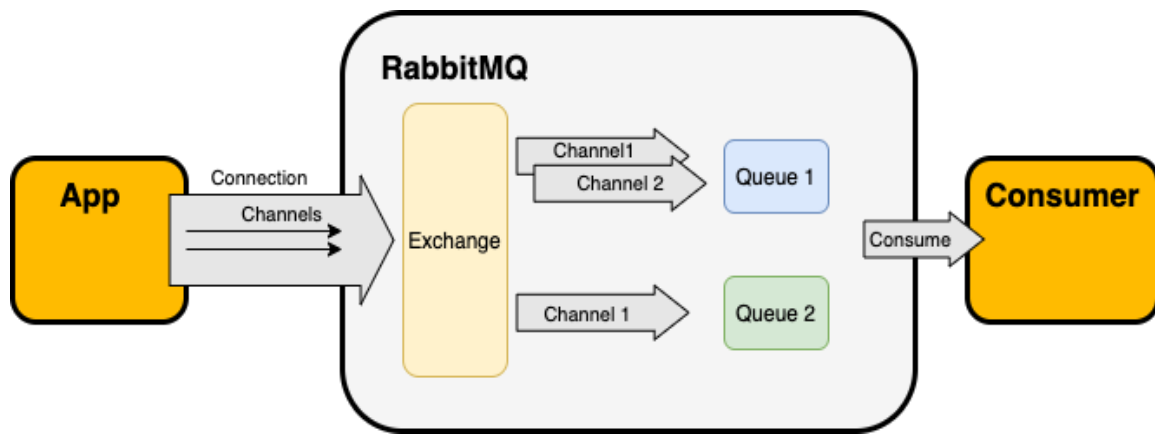 RabbitMQ
App
Connection
Channels
Exchange
Channel1
Channel 2
Queue 1
Channel 1
Queue 2
Consume
Consumer